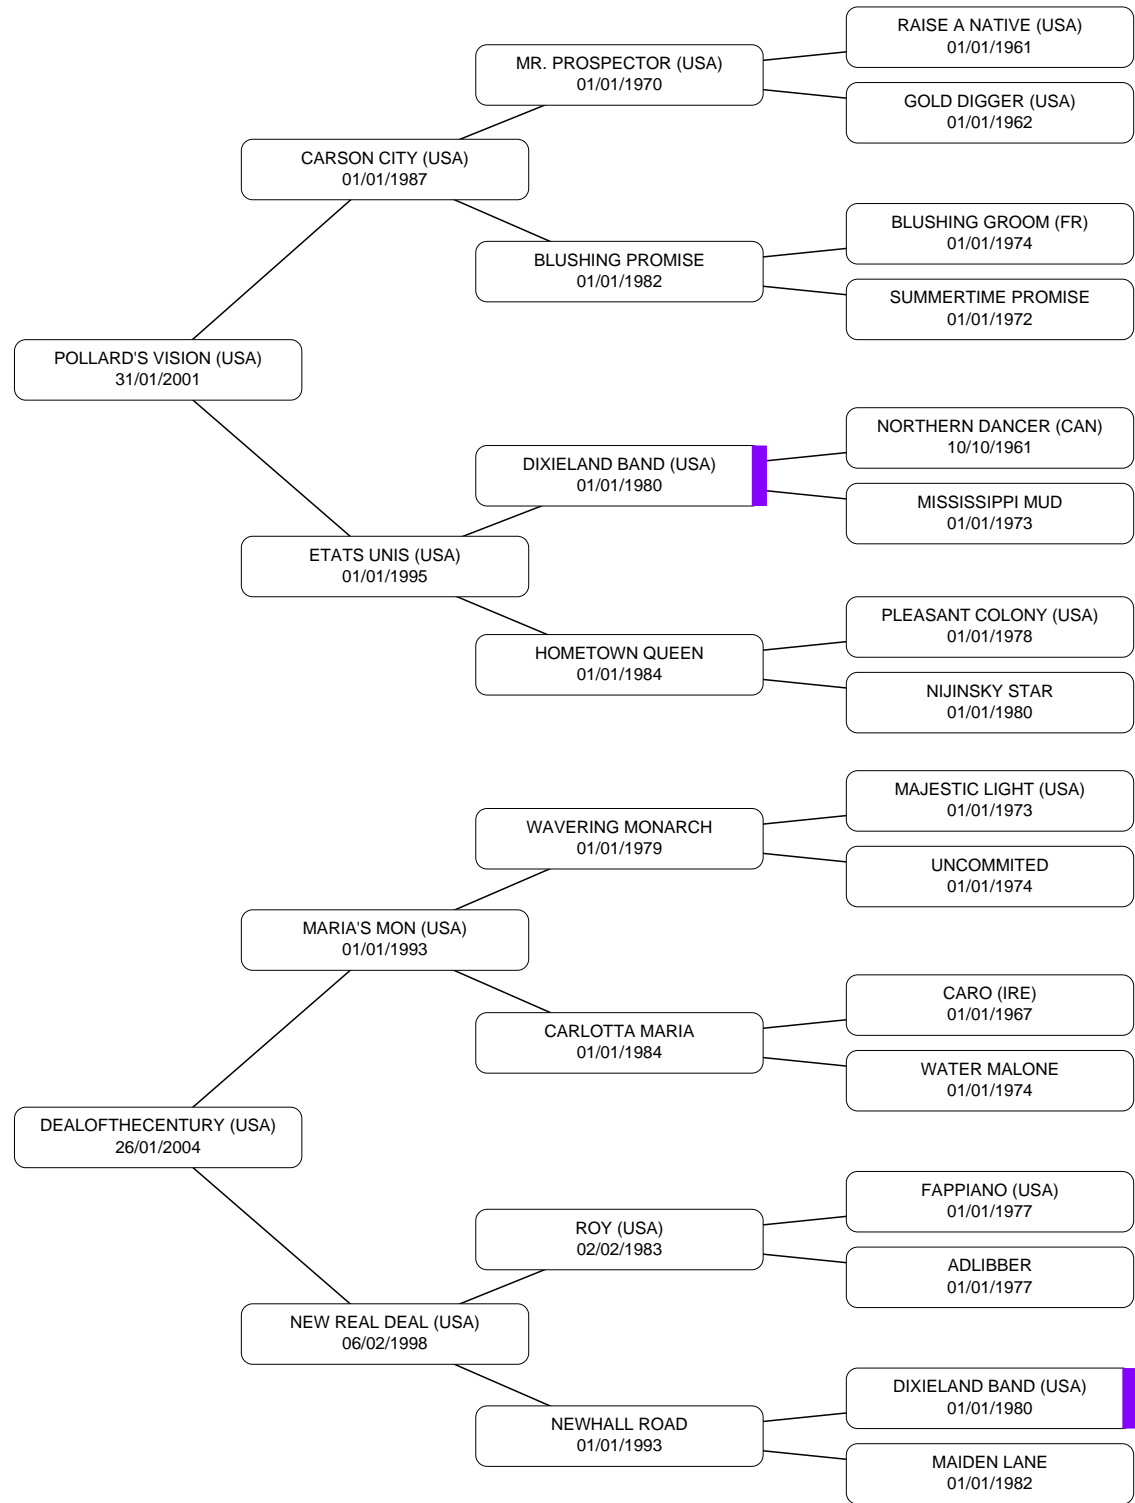 RAISE A NATIVE (USA)
01/01/1961
MR. PROSPECTOR (USA)
01/01/1970
GOLD DIGGER (USA)
01/01/1962
CARSON CITY (USA)
01/01/1987
BLUSHING GROOM (FR)
01/01/1974
BLUSHING PROMISE
01/01/1982
SUMMERTIME PROMISE
01/01/1972
POLLARD'S VISION (USA)
31/01/2001
NORTHERN DANCER (CAN)
10/10/1961
DIXIELAND BAND (USA)
01/01/1980
MISSISSIPPI MUD
01/01/1973
ETATS UNIS (USA)
01/01/1995
PLEASANT COLONY (USA)
01/01/1978
HOMETOWN QUEEN
01/01/1984
NIJINSKY STAR
01/01/1980
MAJESTIC LIGHT (USA)
01/01/1973
WAVERING MONARCH
01/01/1979
UNCOMMITED
01/01/1974
MARIA'S MON (USA)
01/01/1993
CARO (IRE)
01/01/1967
CARLOTTA MARIA
01/01/1984
WATER MALONE
01/01/1974
DEALOFTHECENTURY (USA)
26/01/2004
FAPPIANO (USA)
01/01/1977
ROY (USA)
02/02/1983
ADLIBBER
01/01/1977
NEW REAL DEAL (USA)
06/02/1998
DIXIELAND BAND (USA)
01/01/1980
NEWHALL ROAD
01/01/1993
MAIDEN LANE
01/01/1982